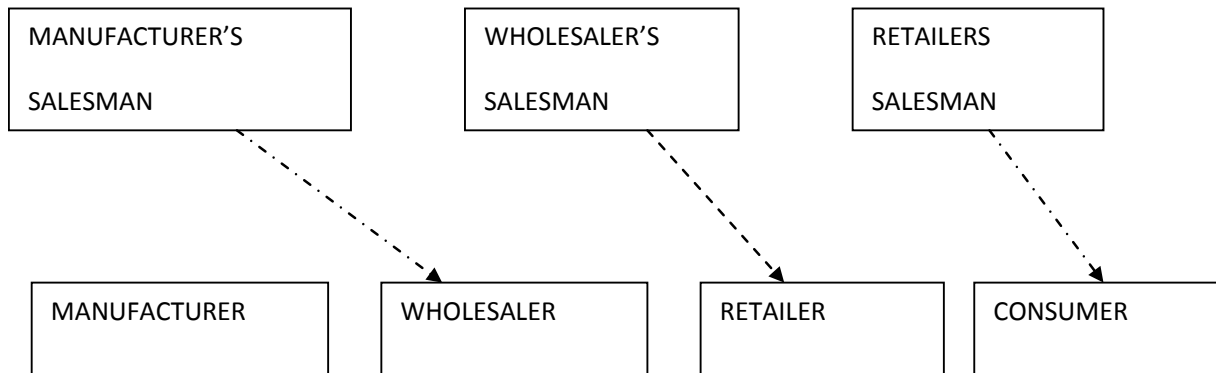 MANUFACTURER’S
SALESMAN
WHOLESALER’S
SALESMAN
RETAILERS
SALESMAN
MANUFACTURER
WHOLESALER
RETAILER
CONSUMER